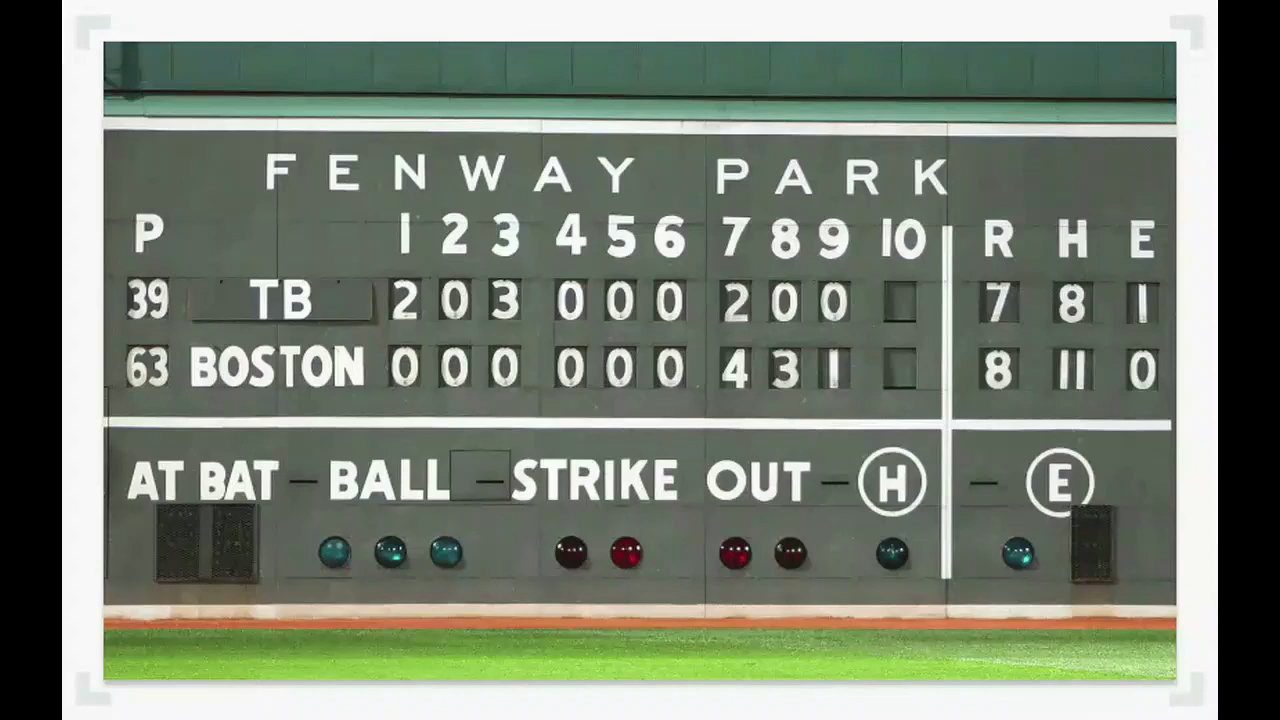 FENWAY PARK
P 1 2 3 4 5 6 7 8 9 10 R H E
39 TB 2 0 3 0 0 0 2 0 0 7 8 1
63 BOSTON 0 0 0 0 0 0 4 3 1 8 11 0
AT BAT - BALL - STRIKE OUT - H - E